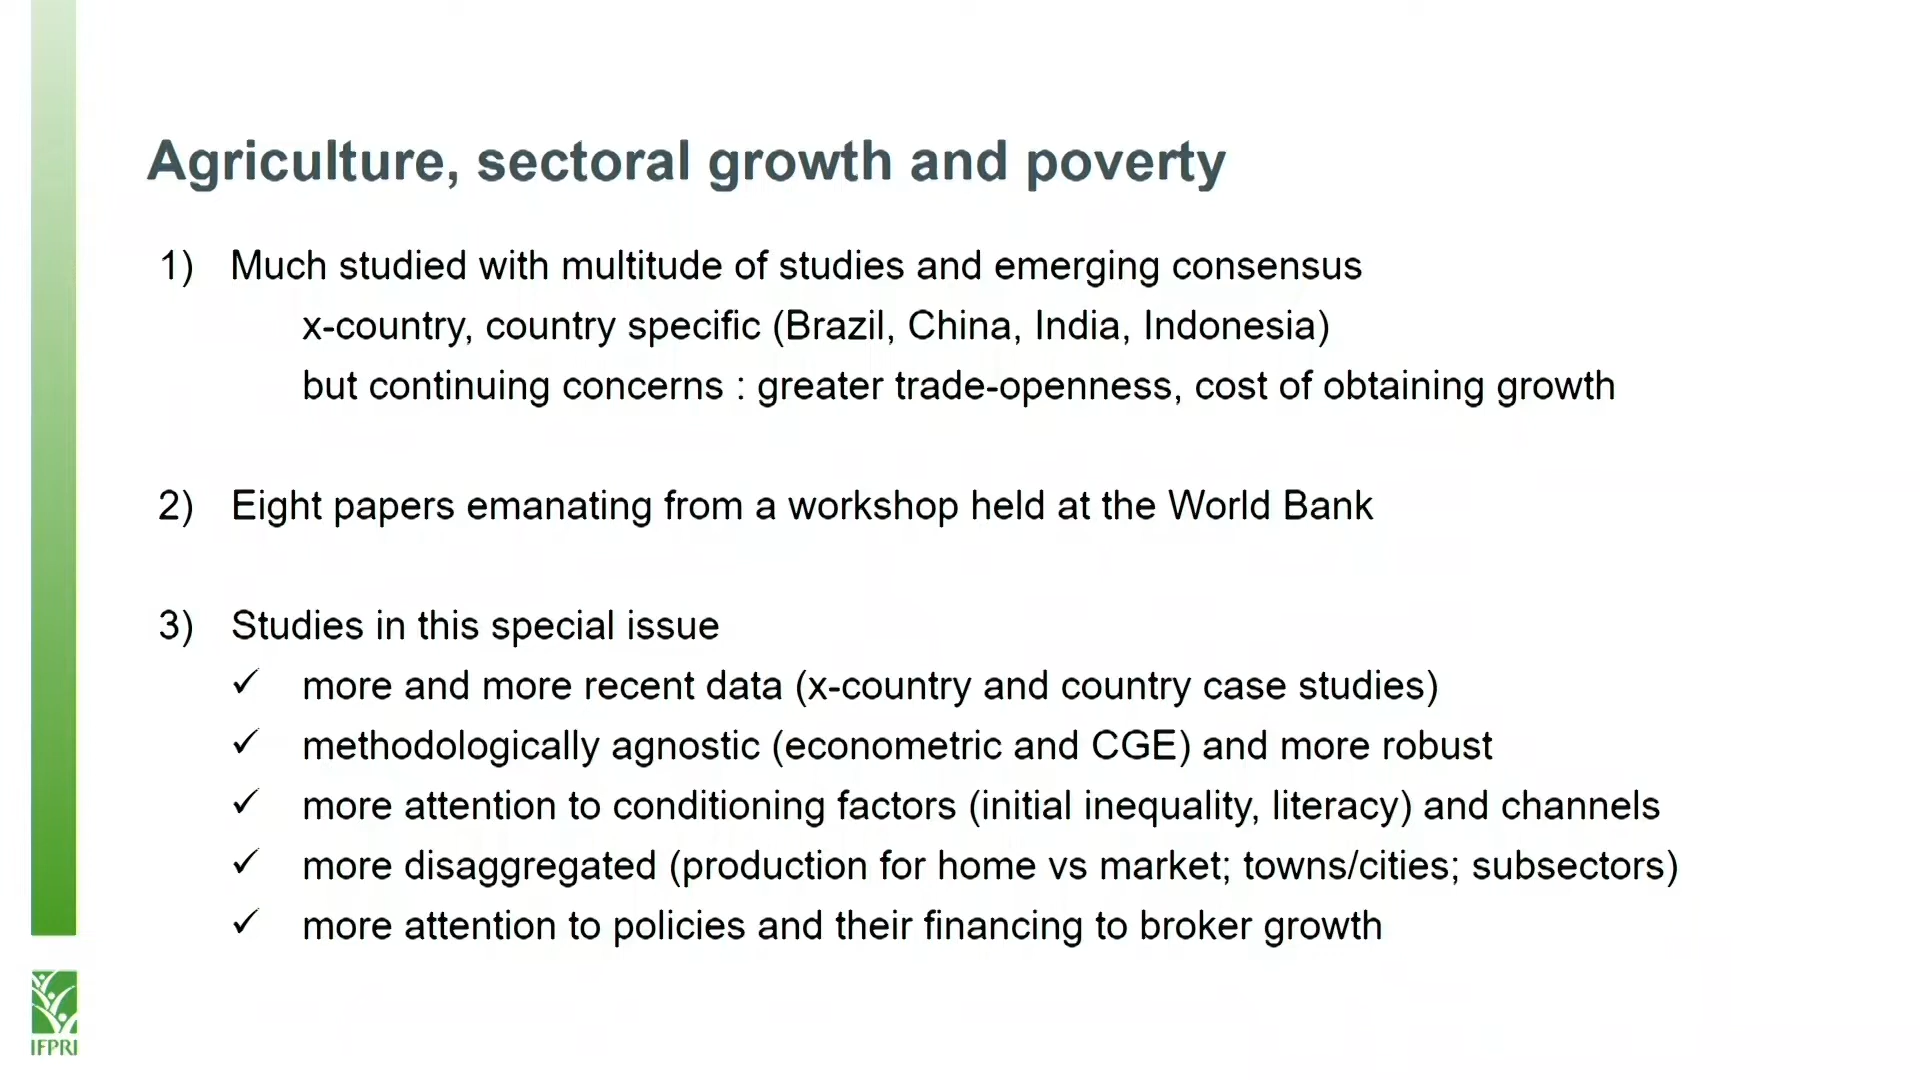 Agriculture, sectoral growth and poverty
1) Much studied with multitude of studies and emerging consensus
x-country, country specific (Brazil, China, India, Indonesia)
but continuing concerns : greater trade-openness, cost of obtaining growth
2) Eight papers emanating from a workshop held at the World Bank
3) Studies in this special issue
✓ more and more recent data (x-country and country case studies)
✓ methodologically agnostic (econometric and CGE) and more robust
✓ more attention to conditioning factors (initial inequality, literacy) and channels
✓ more disaggregated (production for home vs market; towns/cities; subsectors)
✓ more attention to policies and their financing to broker growth
IFPRI